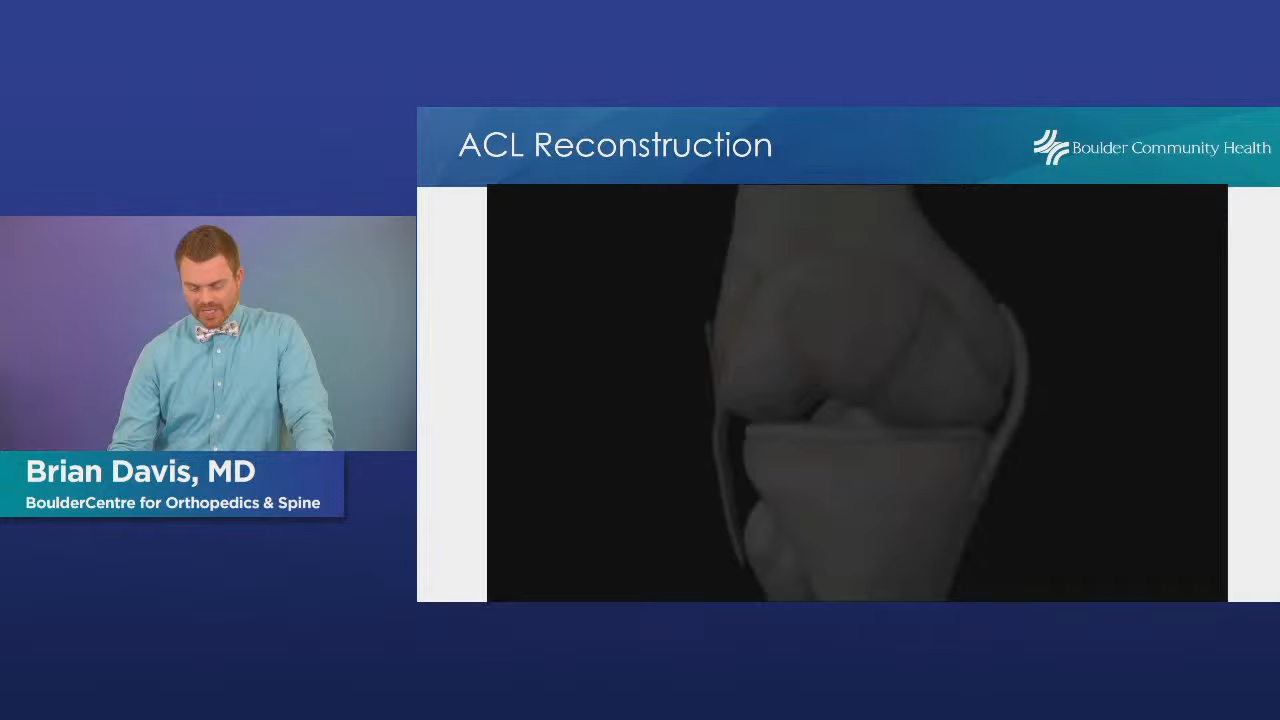 ACL Reconstruction
Boulder Community Health
Brian Davis, MD
BoulderCentre for Orthopedics & Spine